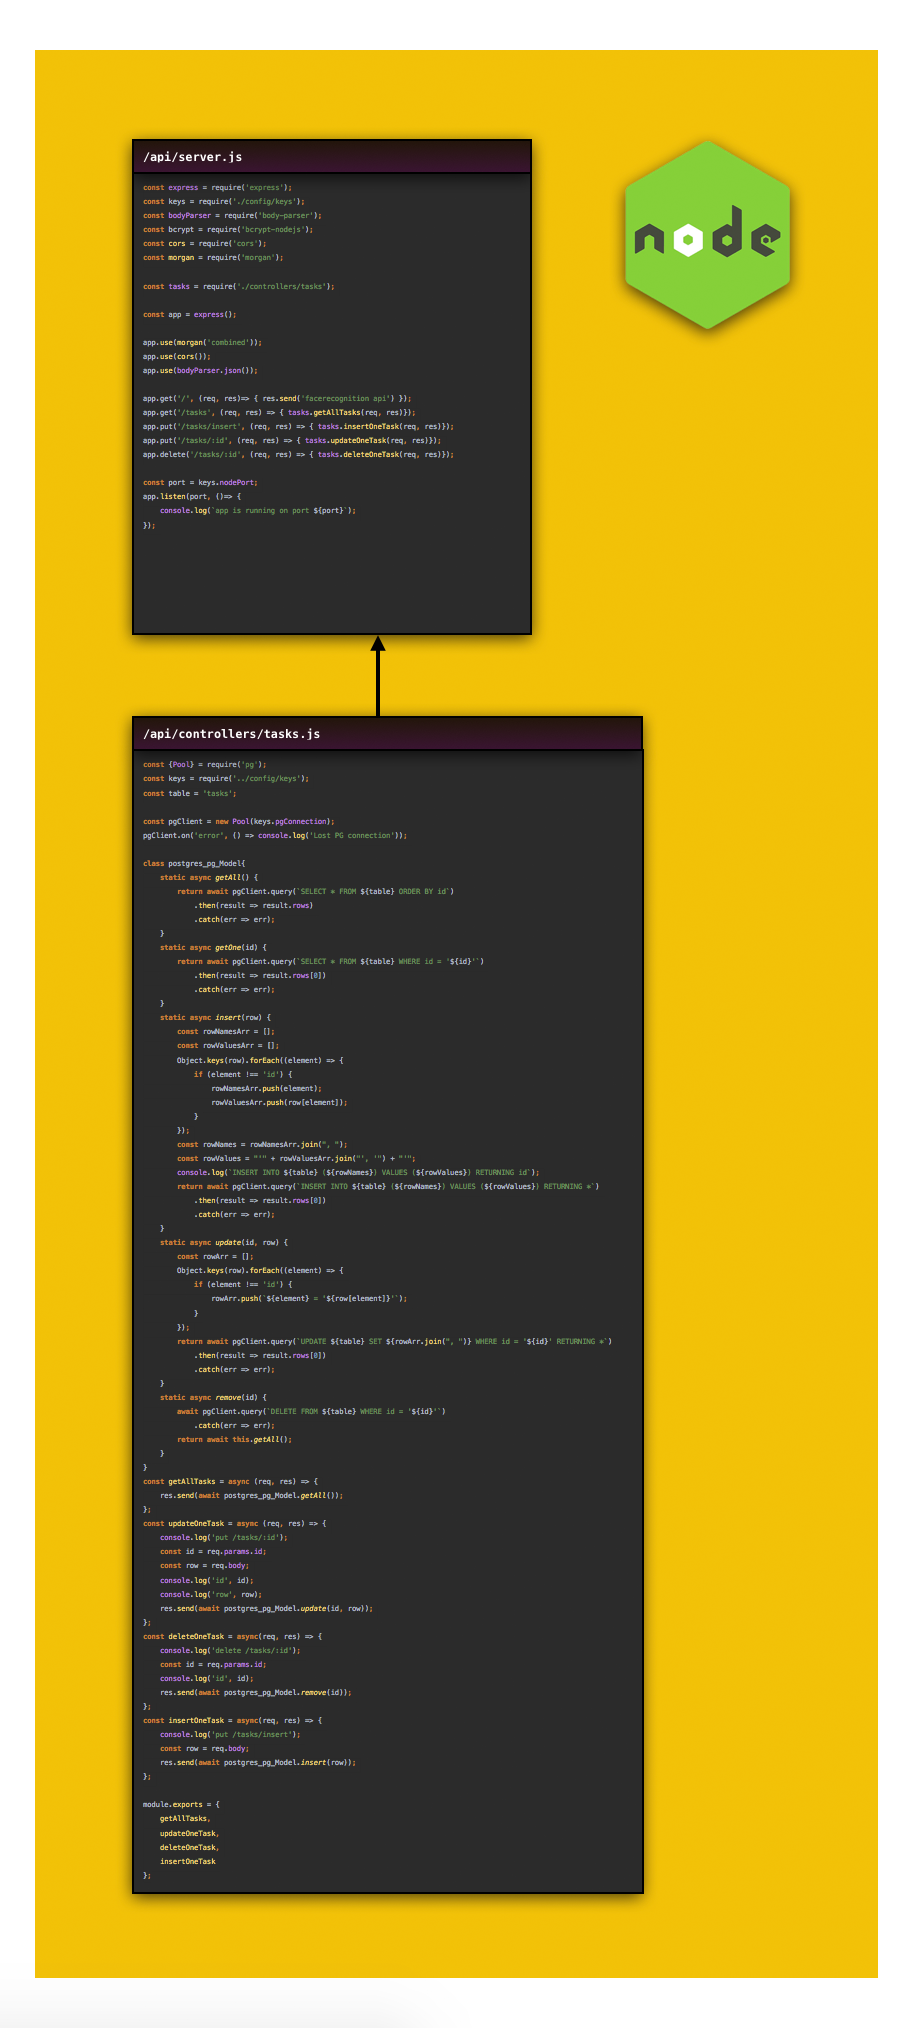 /api/server.js
const express = require('express');
const keys = require('./config/keys');
const bodyParser = require('body-parser');
const bcrypt = require('bcrypt-nodejs');
const cors = require('cors');
const morgan = require('morgan');
const tasks = require('./controllers/tasks');
const app = express();
app.use(morgan('combined'));
app.use(cors());
app.use(bodyParser.json());
app.get('/', (req, res)=> { res.send('facerecognition api') });
app.get('/tasks', (req, res) => { tasks.getAllTasks(req, res)});
app.put('/tasks/insert', (req, res) => { tasks.insertOneTask(req, res)});
app.put('/tasks/:id', (req, res) => { tasks.updateOneTask(req, res)});
app.delete('/tasks/:id', (req, res) => { tasks.deleteOneTask(req, res)});
const port = keys.nodePort;
app.listen(port, ()=> {
    console.log(`app is running on port ${port}`);
});
node
/api/controllers/tasks.js
const {Pool} = require('pg');
const keys = require('../config/keys');
const table = 'tasks';
const pgClient = new Pool(keys.pgConnection);
pgClient.on('error', () => console.log('Lost PG connection'));
class postgres_pg_Model{
    static async getAll() {
        return await pgClient.query(`SELECT * FROM ${table} ORDER BY id`)
            .then(result => result.rows)
            .catch(err => err);
    }
    static async getOne(id) {
        return await pgClient.query(`SELECT * FROM ${table} WHERE id = '${id}'`)
            .then(result => result.rows[0])
            .catch(err => err);
    }
    static async insert(row) {
        const rowNamesArr = [];
        const rowValuesArr = [];
        Object.keys(row).forEach((element) => {
            if (element !== 'id') {
                rowNamesArr.push(element);
                rowValuesArr.push(row[element]);
            }
        });
        const rowNames = rowNamesArr.join(", ");
        const rowValues = "'" + rowValuesArr.join("', '") + "'";
        console.log(`INSERT INTO ${table} (${rowNames}) VALUES (${rowValues}) RETURNING id`);
        return await pgClient.query(`INSERT INTO ${table} (${rowNames}) VALUES (${rowValues}) RETURNING *`)
            .then(result => result.rows[0])
            .catch(err => err);
    }
    static async update(id, row) {
        const rowArr = [];
        Object.keys(row).forEach((element) => {
            if (element !== 'id') {
                rowArr.push(`${element} = '${row[element]}'`);
            }
        });
        return await pgClient.query(`UPDATE ${table} SET ${rowArr.join(", ")} WHERE id = '${id}' RETURNING *`)
            .then(result => result.rows[0])
            .catch(err => err);
    }
    static async remove(id) {
        await pgClient.query(`DELETE FROM ${table} WHERE id = '${id}'`)
            .catch(err => err);
        return await this.getAll();
    }
}
const getAllTasks = async (req, res) => {
    res.send(await postgres_pg_Model.getAll());
};
const updateOneTask = async (req, res) => {
    console.log('put /tasks/:id');
    const id = req.params.id;
    const row = req.body;
    console.log('id', id);
    console.log('row', row);
    res.send(await postgres_pg_Model.update(id, row));
};
const deleteOneTask = async(req, res) => {
    console.log('delete /tasks/:id');
    const id = req.params.id;
    console.log('id', id);
    res.send(await postgres_pg_Model.remove(id));
};
const insertOneTask = async(req, res) => {
    console.log('put /tasks/insert');
    const row = req.body;
    res.send(await postgres_pg_Model.insert(row));
};
module.exports = {
    getAllTasks,
    updateOneTask,
    deleteOneTask,
    insertOneTask
};